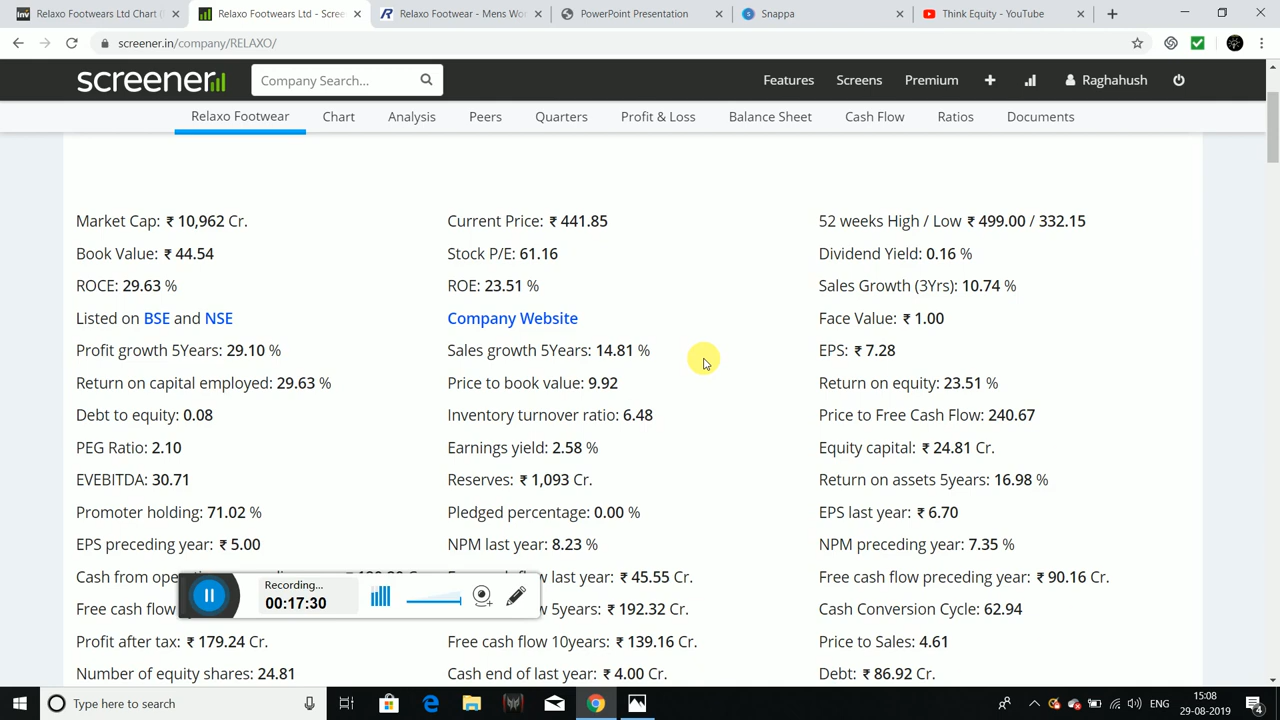 Relaxo Footwears Ltd Chart (
Relaxo Footwears Ltd - Scree
Relaxo Footwear - Mens Wo
PowerPoint Presentation
Snappa
Think Equity - YouTube
screener.in/company/RELAXO/
screener
Company Search...
Features
Screens
Premium
Raghahush
Relaxo Footwear
Chart
Analysis
Peers
Quarters
Profit & Loss
Balance Sheet
Cash Flow
Ratios
Documents
Market Cap: ₹ 10,962 Cr.
Current Price: ₹ 441.85
52 weeks High / Low ₹ 499.00 / 332.15
Book Value: ₹ 44.54
Stock P/E: 61.16
Dividend Yield: 0.16 %
ROCE: 29.63 %
ROE: 23.51 %
Sales Growth (3Yrs): 10.74 %
Listed on BSE and NSE
Company Website
Face Value: ₹ 1.00
Profit growth 5Years: 29.10 %
Sales growth 5Years: 14.81 %
EPS: ₹ 7.28
Return on capital employed: 29.63 %
Price to book value: 9.92
Return on equity: 23.51 %
Debt to equity: 0.08
Inventory turnover ratio: 6.48
Price to Free Cash Flow: 240.67
PEG Ratio: 2.10
Earnings yield: 2.58 %
Equity capital: ₹ 24.81 Cr.
EVEBITDA: 30.71
Reserves: ₹ 1,093 Cr.
Return on assets 5years: 16.98 %
Promoter holding: 71.02 %
Pledged percentage: 0.00 %
EPS last year: ₹ 6.70
EPS preceding year: ₹ 5.00
NPM last year: 8.23 %
NPM preceding year: 7.35 %
Cash from
last year: ₹ 45.55 Cr.
Free cash flow preceding year: ₹ 90.16 Cr.
Recording...
00:17:30
Free cash flow
5years: ₹ 192.32 Cr.
Cash Conversion Cycle: 62.94
Profit after tax: ₹ 179.24 Cr.
Free cash flow 10years: ₹ 139.16 Cr.
Price to Sales: 4.61
Number of equity shares: 24.81
Cash end of last year: ₹ 4.00 Cr.
Debt: ₹ 86.92 Cr.
Type here to search
ENG
15:08
29-08-2019
4